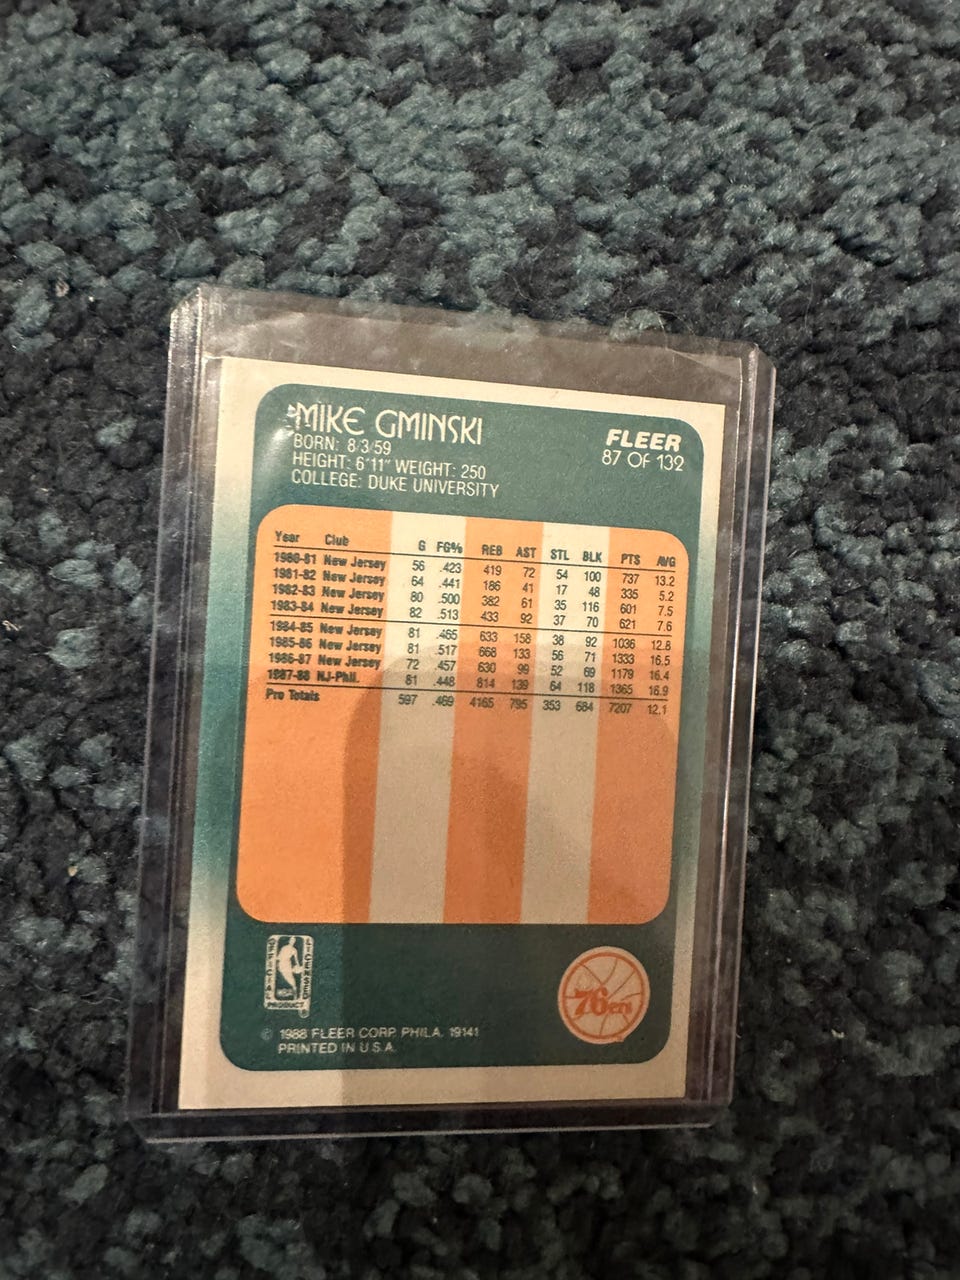 MIKE GMINSKI
BORN: 8/3/59
HEIGHT: 6'11" WEIGHT: 250
COLLEGE: DUKE UNIVERSITY
FLEER
87 OF 132
Year Club G FG% REB AST STL BLK PTS AVG
1980-81 New Jersey 56 .423 419 72 54 100 737 13.2
1981-82 New Jersey 64 .441 186 41 17 48 335 5.2
1982-83 New Jersey 80 .500 382 61 35 116 601 7.5
1983-84 New Jersey 82 .513 433 92 37 70 621 7.6
1984-85 New Jersey 81 .465 633 158 38 92 1036 12.8
1985-86 New Jersey 81 .517 668 133 56 71 1333 16.5
1986-87 New Jersey 72 .457 630 99 52 69 1179 16.4
1987-88 NJ-Phil. 81 .448 814 139 64 118 1365 16.9
Pro Totals 597 .469 4165 795 353 684 7207 12.1
OFFICIAL LICENSED
NBA
PRODUCT
76ers
© 1988 FLEER CORP. PHILA. 19141
PRINTED IN U.S.A.